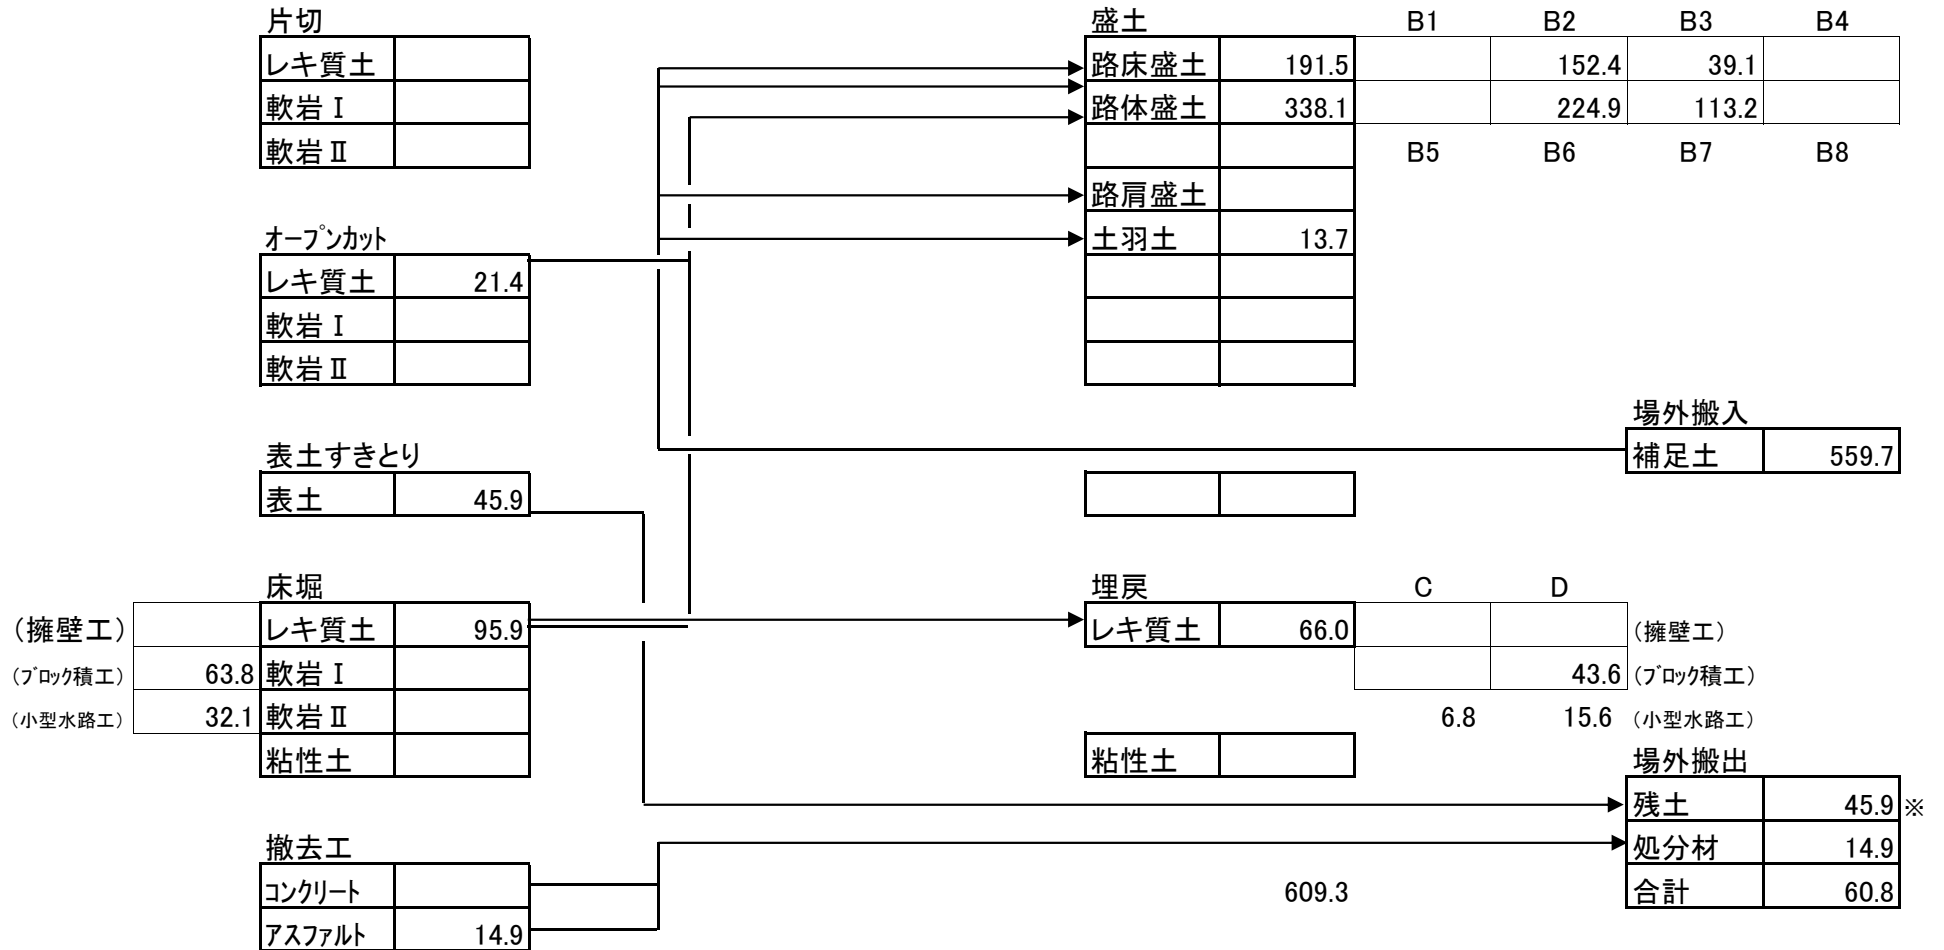 片切 盛土 B1 B2 B3 B4
レキ質土 路床盛土 191.5 152.4 39.1
軟岩Ⅰ 路体盛土 338.1 224.9 113.2
軟岩Ⅱ B5 B6 B7 B8
路肩盛土
オープンカット 土羽土 13.7
レキ質土 21.4
軟岩Ⅰ
軟岩Ⅱ
場外搬入
表土すきとり 補足土 559.7
表土 45.9
床堀 埋戻 C D
(擁壁工) レキ質土 95.9 レキ質土 66.0 (擁壁工)
(ブロック積工) 63.8 軟岩Ⅰ 43.6 (ブロック積工)
(小型水路工) 32.1 軟岩Ⅱ 6.8 15.6 (小型水路工)
粘性土 粘性土 場外搬出
残土 45.9 ※
撤去工 処分材 14.9
コンクリート 609.3 合計 60.8
アスファルト 14.9